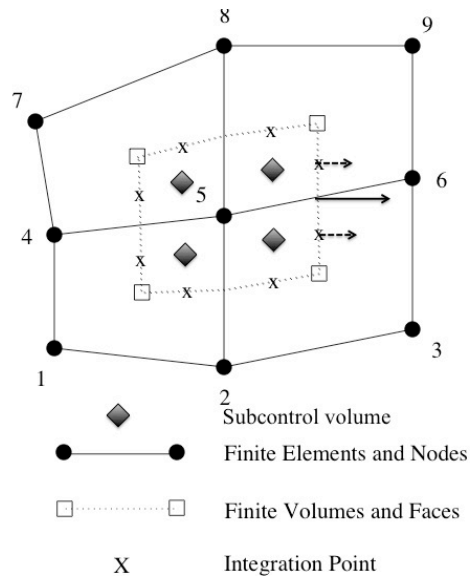 8
9
7
x
x
x
x
5
6
4
x
x
x
x
1
2
3
Subcontrol volume
Finite Elements and Nodes
Finite Volumes and Faces
X
Integration Point